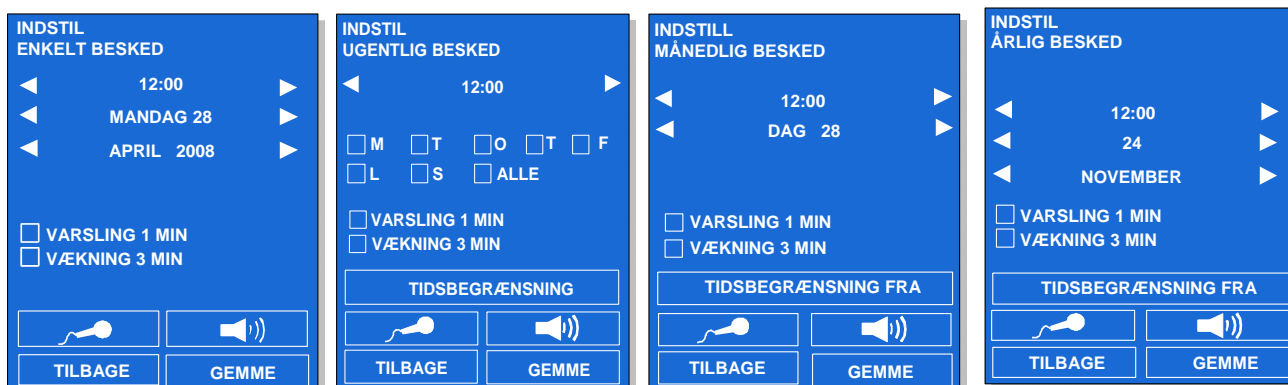 INDSTIL
ENKELT BESKED
12:00
MANDAG 28
APRIL 2008
VARSLING 1 MIN
VÆKNING 3 MIN
TILBAGE GEMME
INDSTIL
UGENTLIG BESKED
12:00
M T O T F
L S ALLE
VARSLING 1 MIN
VÆKNING 3 MIN
TIDSBEGRÆNSNING
TILBAGE GEMME
INDSTILL
MÅNEDLIG BESKED
12:00
DAG 28
VARSLING 1 MIN
VÆKNING 3 MIN
TIDSBEGRÆNSNING FRA
TILBAGE GEMME
INDSTIL
ÅRLIG BESKED
12:00
24
NOVEMBER
VARSLING 1 MIN
VÆKNING 3 MIN
TIDSBEGRÆNSNING FRA
TILBAGE GEMME